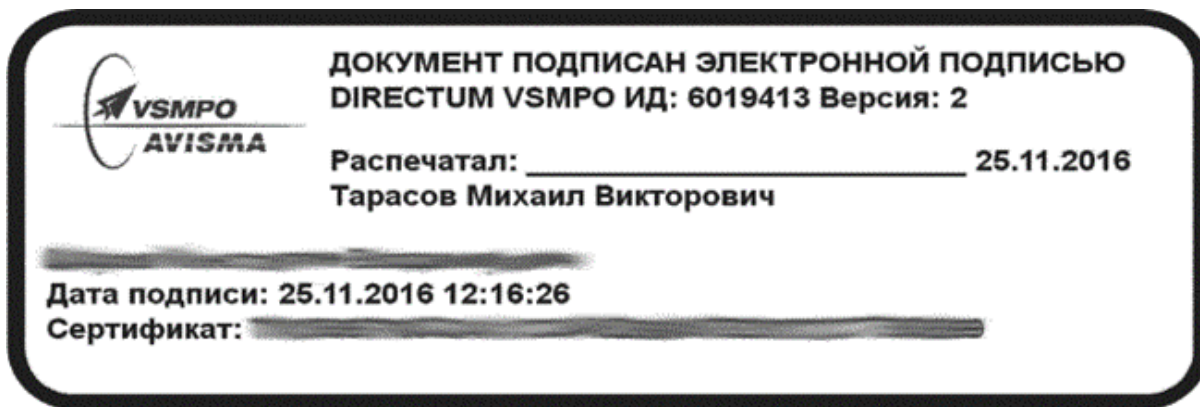 VSMPO
AVISMA
ДОКУМЕНТ ПОДПИСАН ЭЛЕКТРОННОЙ ПОДПИСЬЮ
DIRECTUM VSMPO ИД: 6019413 Версия: 2
Распечатал: ____________________________ 25.11.2016
Тарасов Михаил Викторович
Дата подписи: 25.11.2016 12:16:26
Сертификат: